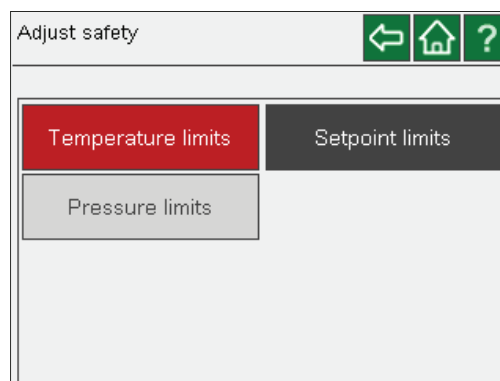 Adjust safety
?
Temperature limits
Setpoint limits
Pressure limits